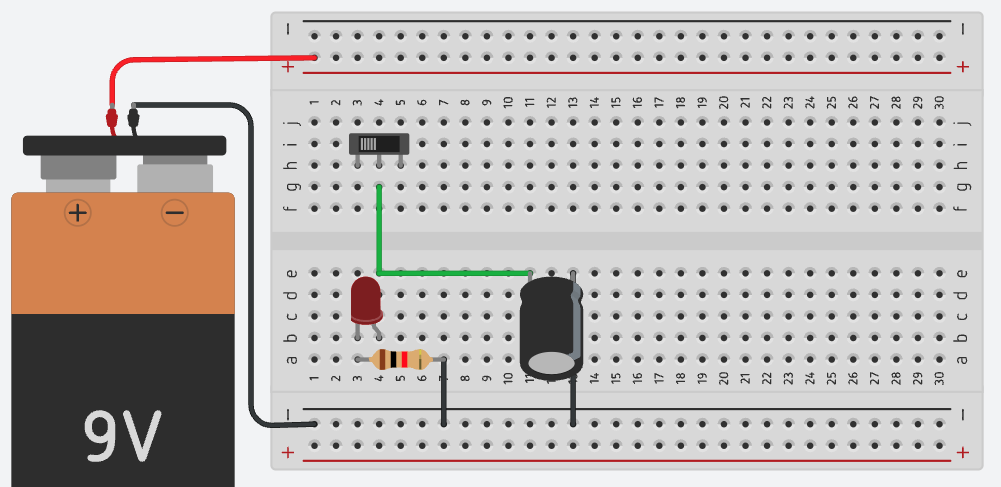 − −
+ +
1 2 3 4 5 6 7 8 9 10 11 12 13 14 15 16 17 18 19 20 21 22 23 24 25 26 27 28 29 30
j j
i i
h h
g g
f f
+ −
e e
d d
c c
b b
a a
1 2 3 4 5 6 7 8 9 10 11 14 15 16 17 18 19 20 21 22 23 24 25 26 27 28 29 30
− −
9V
+ +